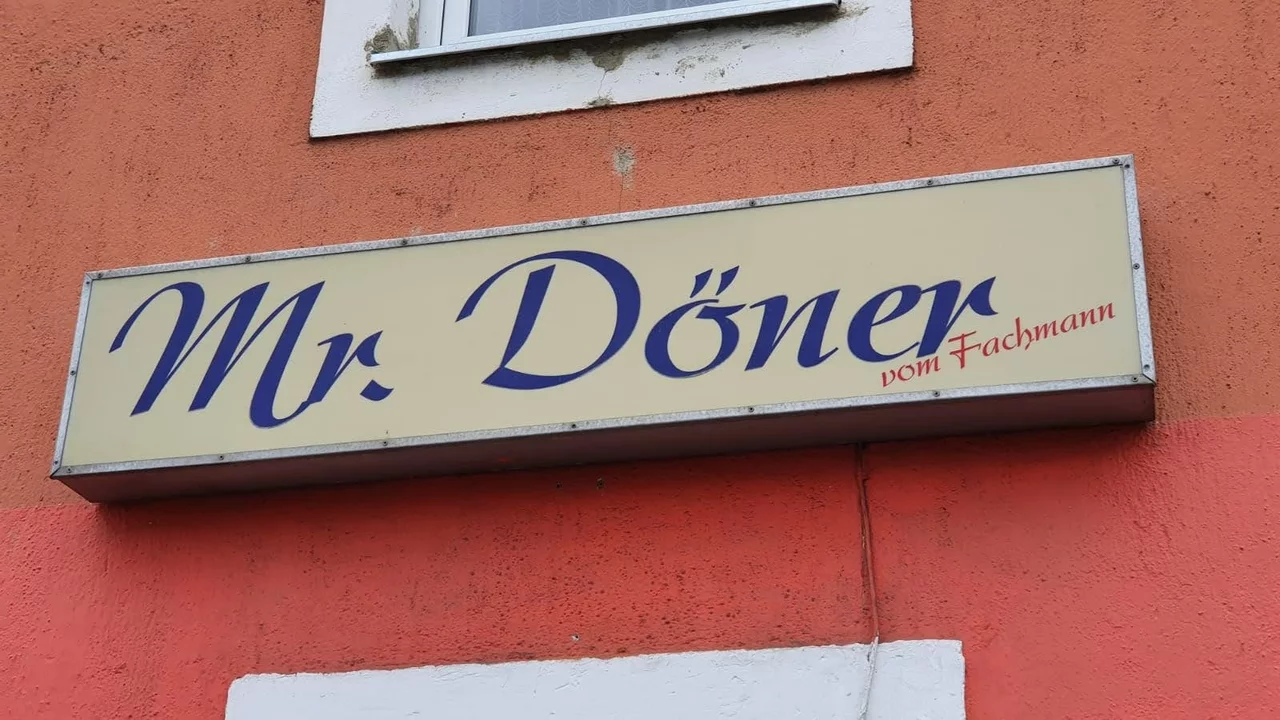 Mr. Döner
vom Fachmann